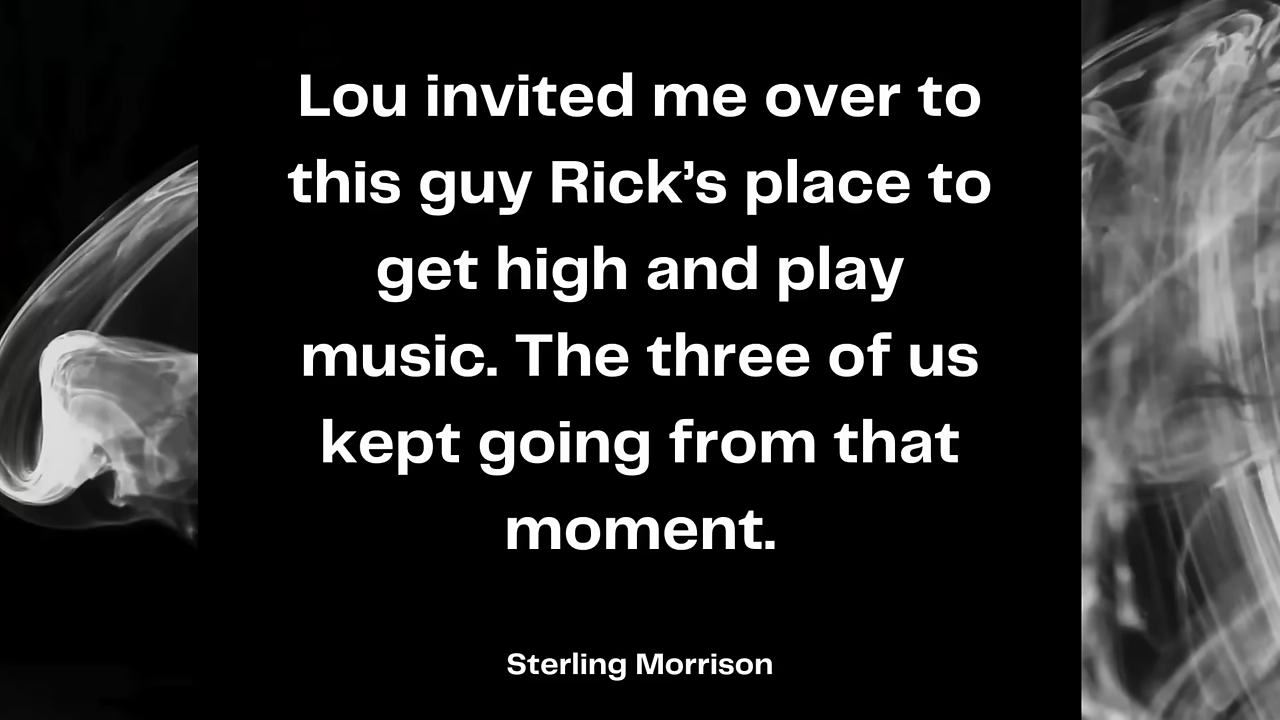 Lou invited me over to
this guy Rick’s place to
get high and play
music. The three of us
kept going from that
moment.
Sterling Morrison